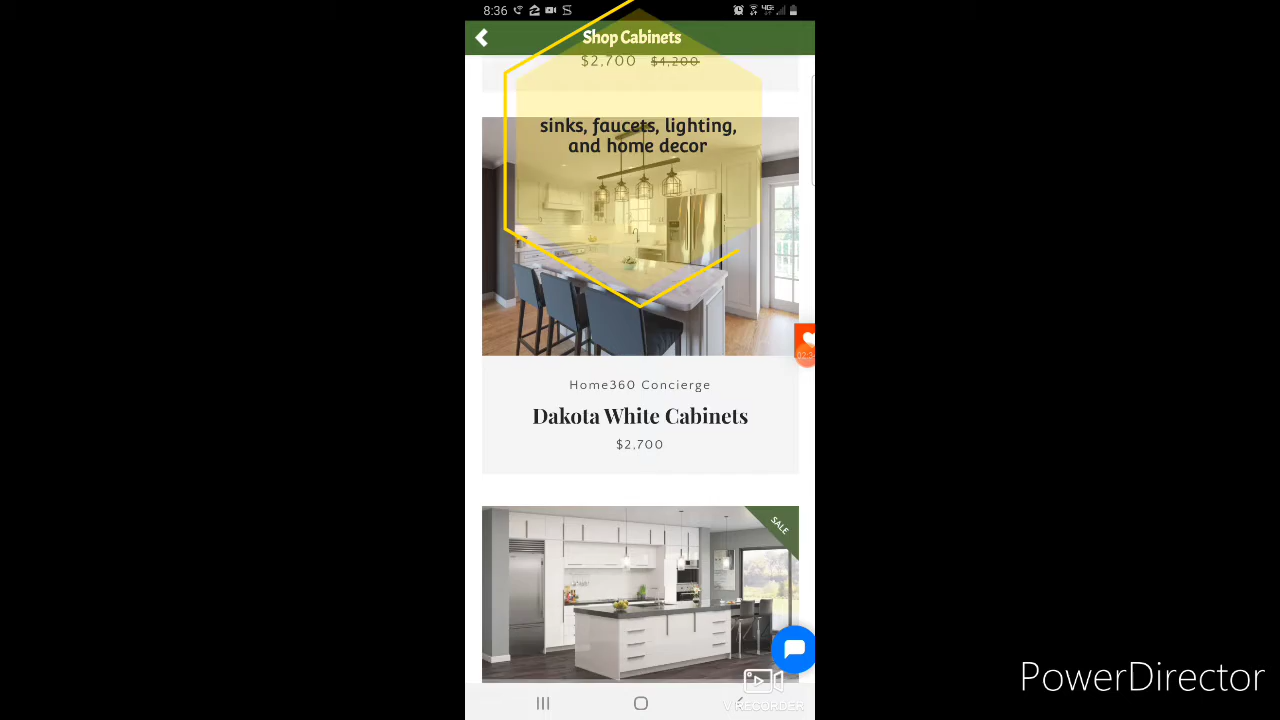 8:36
Shop Cabinets
$2,700 $4,200
sinks, faucets, lighting,
and home decor
Home360 Concierge
Dakota White Cabinets
$2,700
SALE
PowerDirector
VIRECORDER